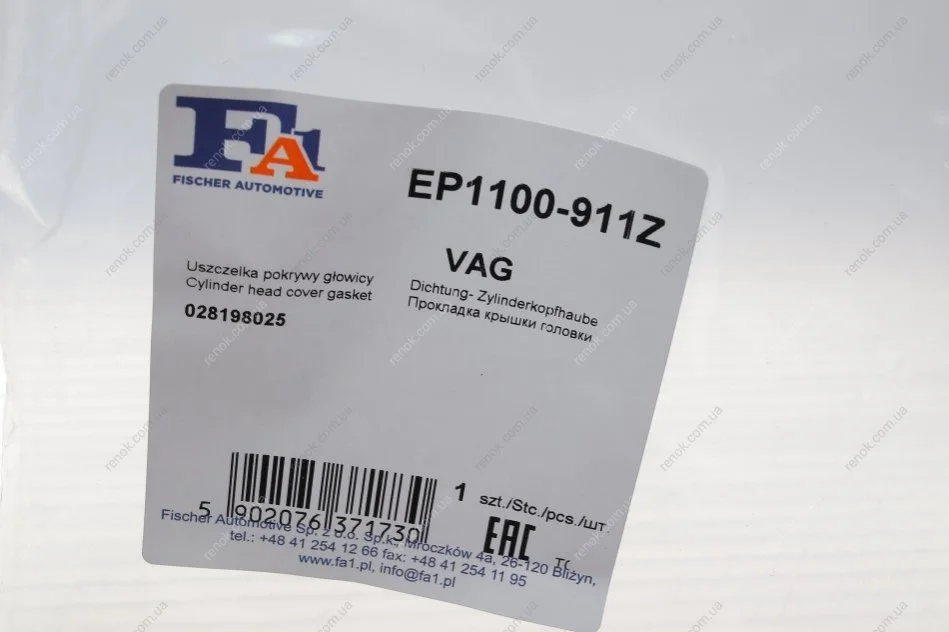 FA1
FISCHER AUTOMOTIVE
EP1100-911Z
VAG
Uszczelka pokrywy głowicy
Cylinder head cover gasket
028198025
Dichtung- Zylinderkopfhaube
Прокладка крышки головки
5 902076 371730
1 szt./Stc./pcs./шт.
EAC
Fischer Automotive Sp. z o.o. Sp.k., Mroczków 4a, 26-120 Bliżyn,
tel.: +48 41 254 12 66 fax: +48 41 254 11 95
www.fa1.pl, info@fa1.pl
renok.com.ua